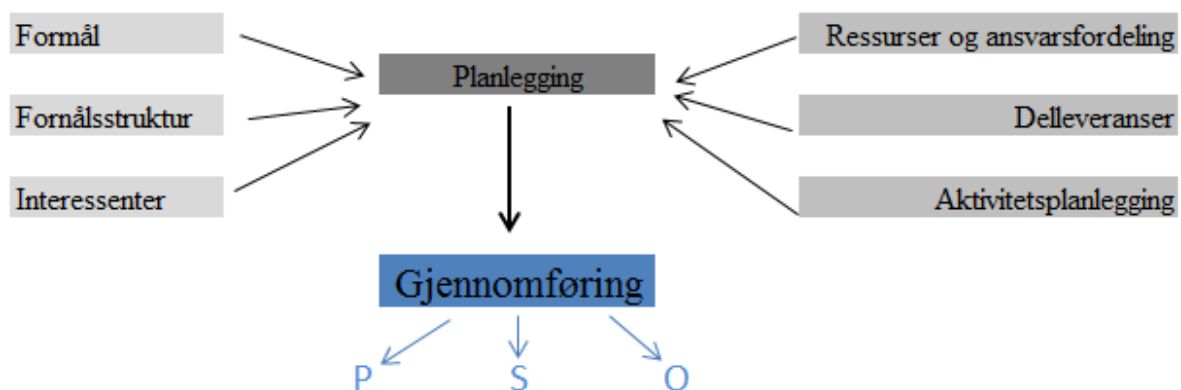 Formål
Fornålsstruktur
Interessenter
Planlegging
Ressurser og ansvarsfordeling
Delleveranser
Aktivitetsplanlegging
Gjennomføring
P S O